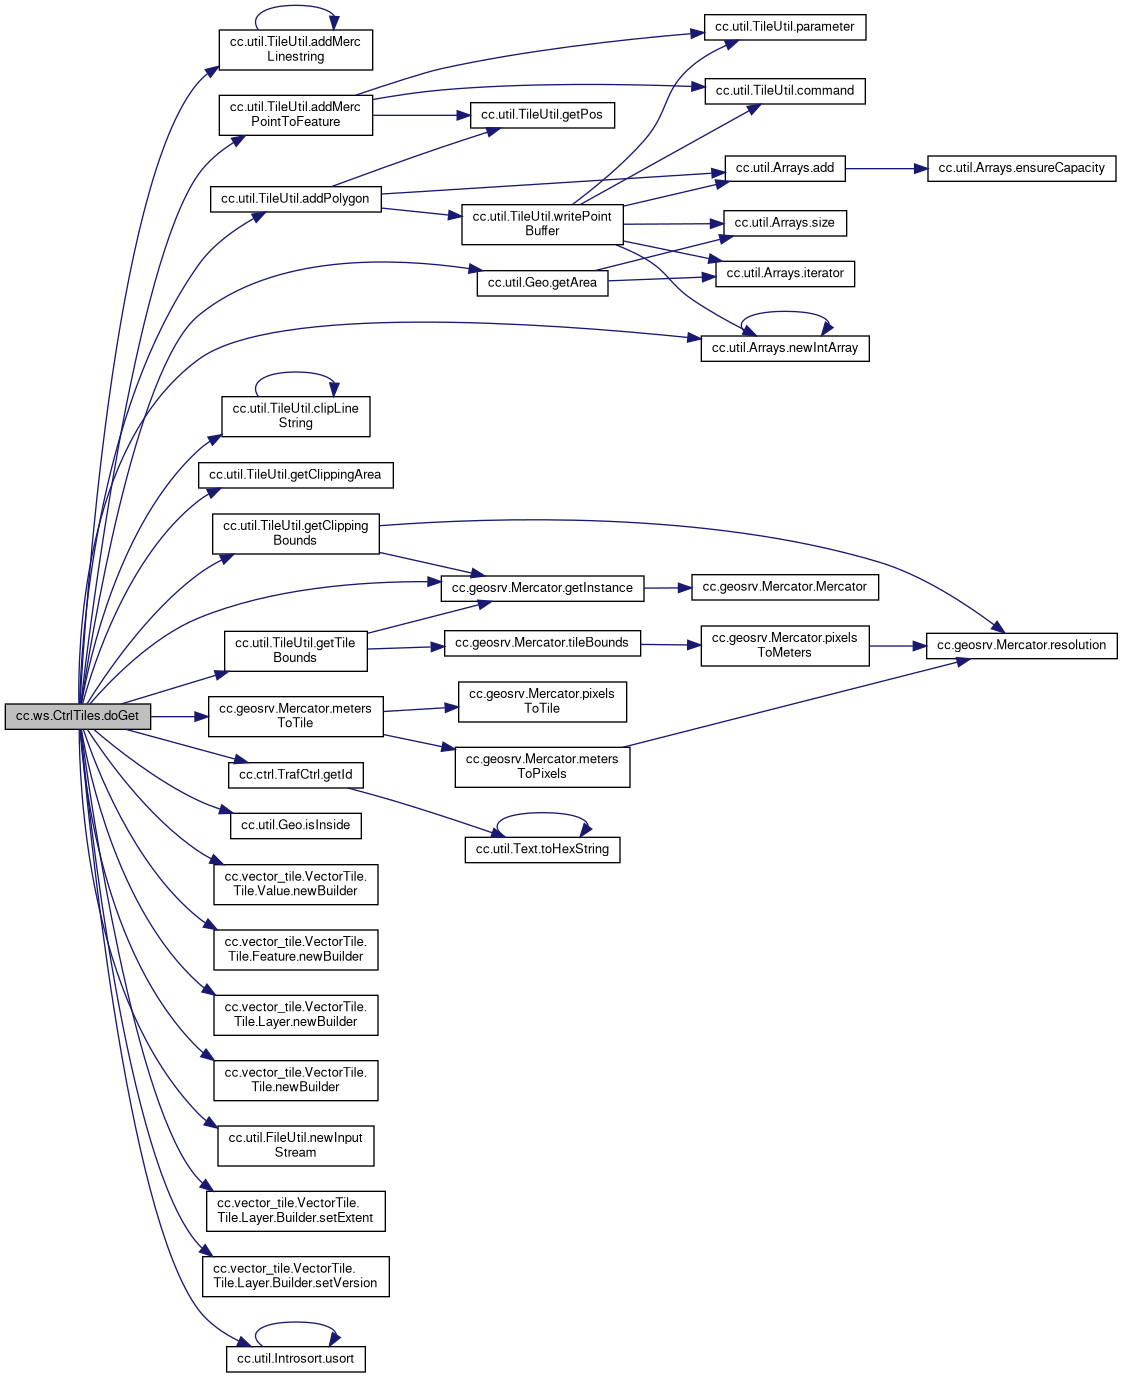 cc.ws.CtrlTiles.doGet
cc.util.TileUtil.addMerc
Linestring
cc.util.TileUtil.addMerc
PointToFeature
cc.util.TileUtil.addPolygon
cc.util.TileUtil.clipLine
String
cc.util.TileUtil.getClippingArea
cc.util.TileUtil.getClipping
Bounds
cc.util.TileUtil.getTile
Bounds
cc.geosrv.Mercator.meters
ToTile
cc.ctrl.TrafCtrl.getId
cc.util.Geo.isInside
cc.vector_tile.VectorTile.
Tile.Value.newBuilder
cc.vector_tile.VectorTile.
Tile.Feature.newBuilder
cc.vector_tile.VectorTile.
Tile.Layer.newBuilder
cc.vector_tile.VectorTile.
Tile.newBuilder
cc.util.FileUtil.newInput
Stream
cc.vector_tile.VectorTile.
Tile.Layer.Builder.setExtent
cc.vector_tile.VectorTile.
Tile.Layer.Builder.setVersion
cc.util.Introsort.usort
cc.util.TileUtil.getPos
cc.util.TileUtil.writePoint
Buffer
cc.util.Geo.getArea
cc.geosrv.Mercator.getInstance
cc.geosrv.Mercator.tileBounds
cc.geosrv.Mercator.pixels
ToTile
cc.geosrv.Mercator.meters
ToPixels
cc.util.Text.toHexString
cc.util.TileUtil.parameter
cc.util.TileUtil.command
cc.util.Arrays.add
cc.util.Arrays.size
cc.util.Arrays.iterator
cc.util.Arrays.newIntArray
cc.geosrv.Mercator.Mercator
cc.geosrv.Mercator.pixels
ToMeters
cc.util.Arrays.ensureCapacity
cc.geosrv.Mercator.resolution